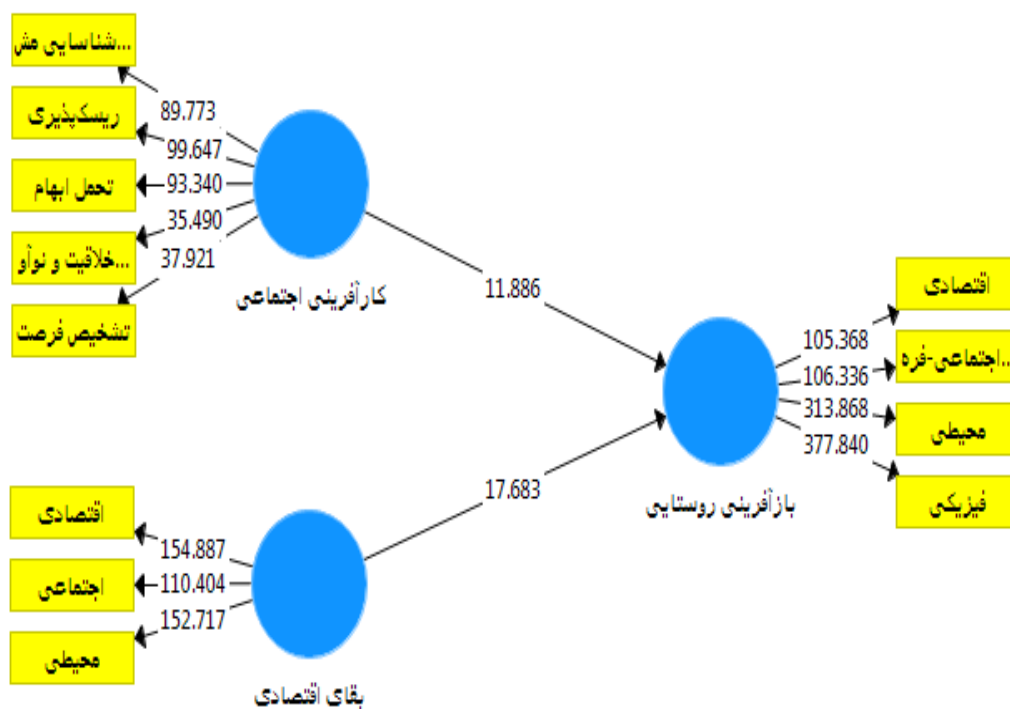 شناسایی مش...
89.773
ریسک‌پذیری
99.647
تحمل ابهام
93.340
خلاقیت و نوآو...
35.490
تشخیص فرصت
37.921
کارآفرینی اجتماعی
11.886
اقتصادی
105.368
اجتماعی-فره...
106.336
محیطی
313.868
فیزیکی
377.840
بازآفرینی روستایی
17.683
اقتصادی
154.887
اجتماعی
110.404
محیطی
152.717
بقای اقتصادی